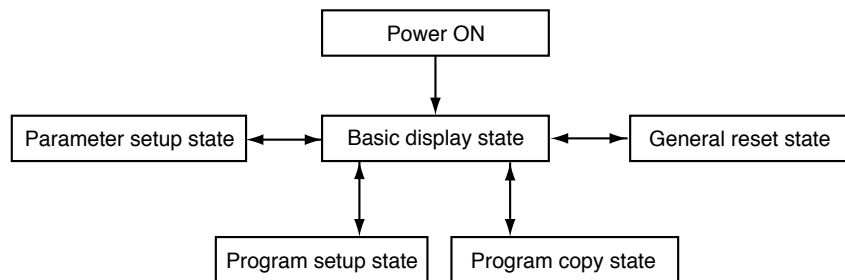 Power ON
Parameter setup state
Basic display state
General reset state
Program setup state
Program copy state